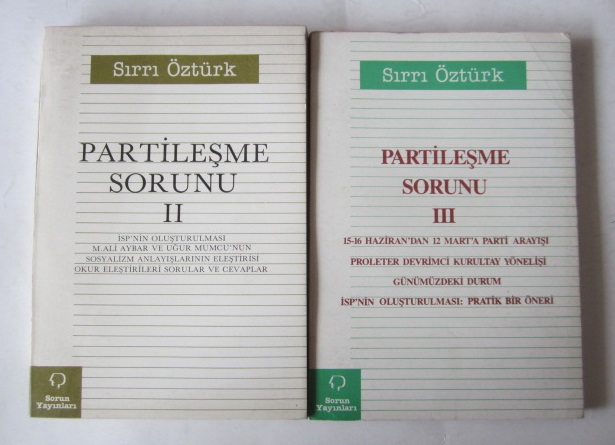 Sırrı Öztürk
PARTİLEŞME
SORUNU
II
İSP'NİN OLUŞTURULMASI
M.ALİ AYBAR VE UĞUR MUMCU'NUN
SOSYALİZM ANLAYIŞLARININ ELEŞTİRİSİ
OKUR ELEŞTİRİLERİ SORULAR VE CEVAPLAR
Sorun
Yayınları
Sırrı Öztürk
PARTİLEŞME
SORUNU
III
15-16 HAZİRAN'DAN 12 MART'A PARTİ ARAYIŞI
PROLETER DEVRİMCİ KURULTAY YÖNELİŞİ
GÜNÜMÜZDEKİ DURUM
İSP'NİN OLUŞTURULMASI: PRATİK BİR ÖNERİ
Sorun
Yayınları